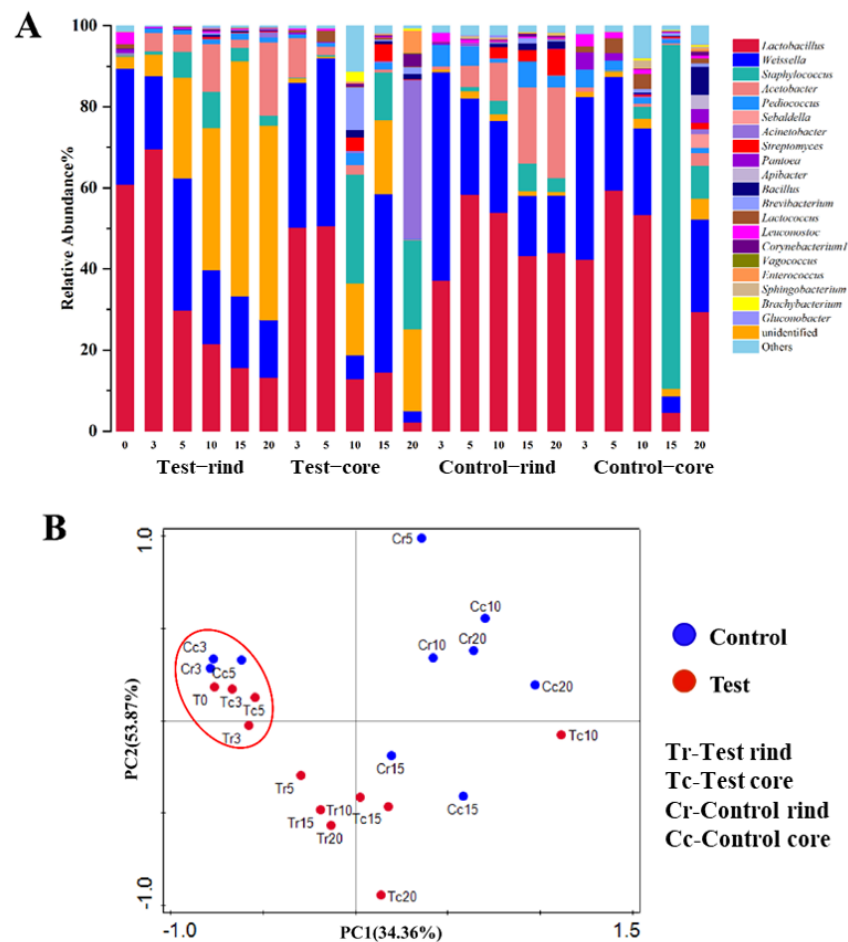 A
Relative Abundance%
100
80
60
40
20
0
0 3 5 10 15 20 3 5 10 15 20 3 5 10 15 20 3 5 10 15 20
Test−rind Test−core Control−rind Control−core
Lactobacillus
Weissella
Staphylococcus
Acetobacter
Pediococcus
Sebaldella
Acinetobacter
Streptomyces
Pantoea
Apibacter
Bacillus
Brevibacterium
Lactococcus
Leuconostoc
Corynebacterium1
Vagococcus
Enterococcus
Sphingobacterium
Brachybacterium
Gluconobacter
unidentified
Others
B
1.0
-1.0
PC2(53.87%)
Cr5
Cc10
Cr10 Cr20
Cc3
Cr3 Cc5
T0 Tc3 Tc5
Tr3
Cc20
Tc10
Cr15
Tr5
Cc15
Tr10
Tr15 Tc15
Tr20
Tc20
-1.0 1.5
PC1(34.36%)
Control
Test
Tr-Test rind
Tc-Test core
Cr-Control rind
Cc-Control core